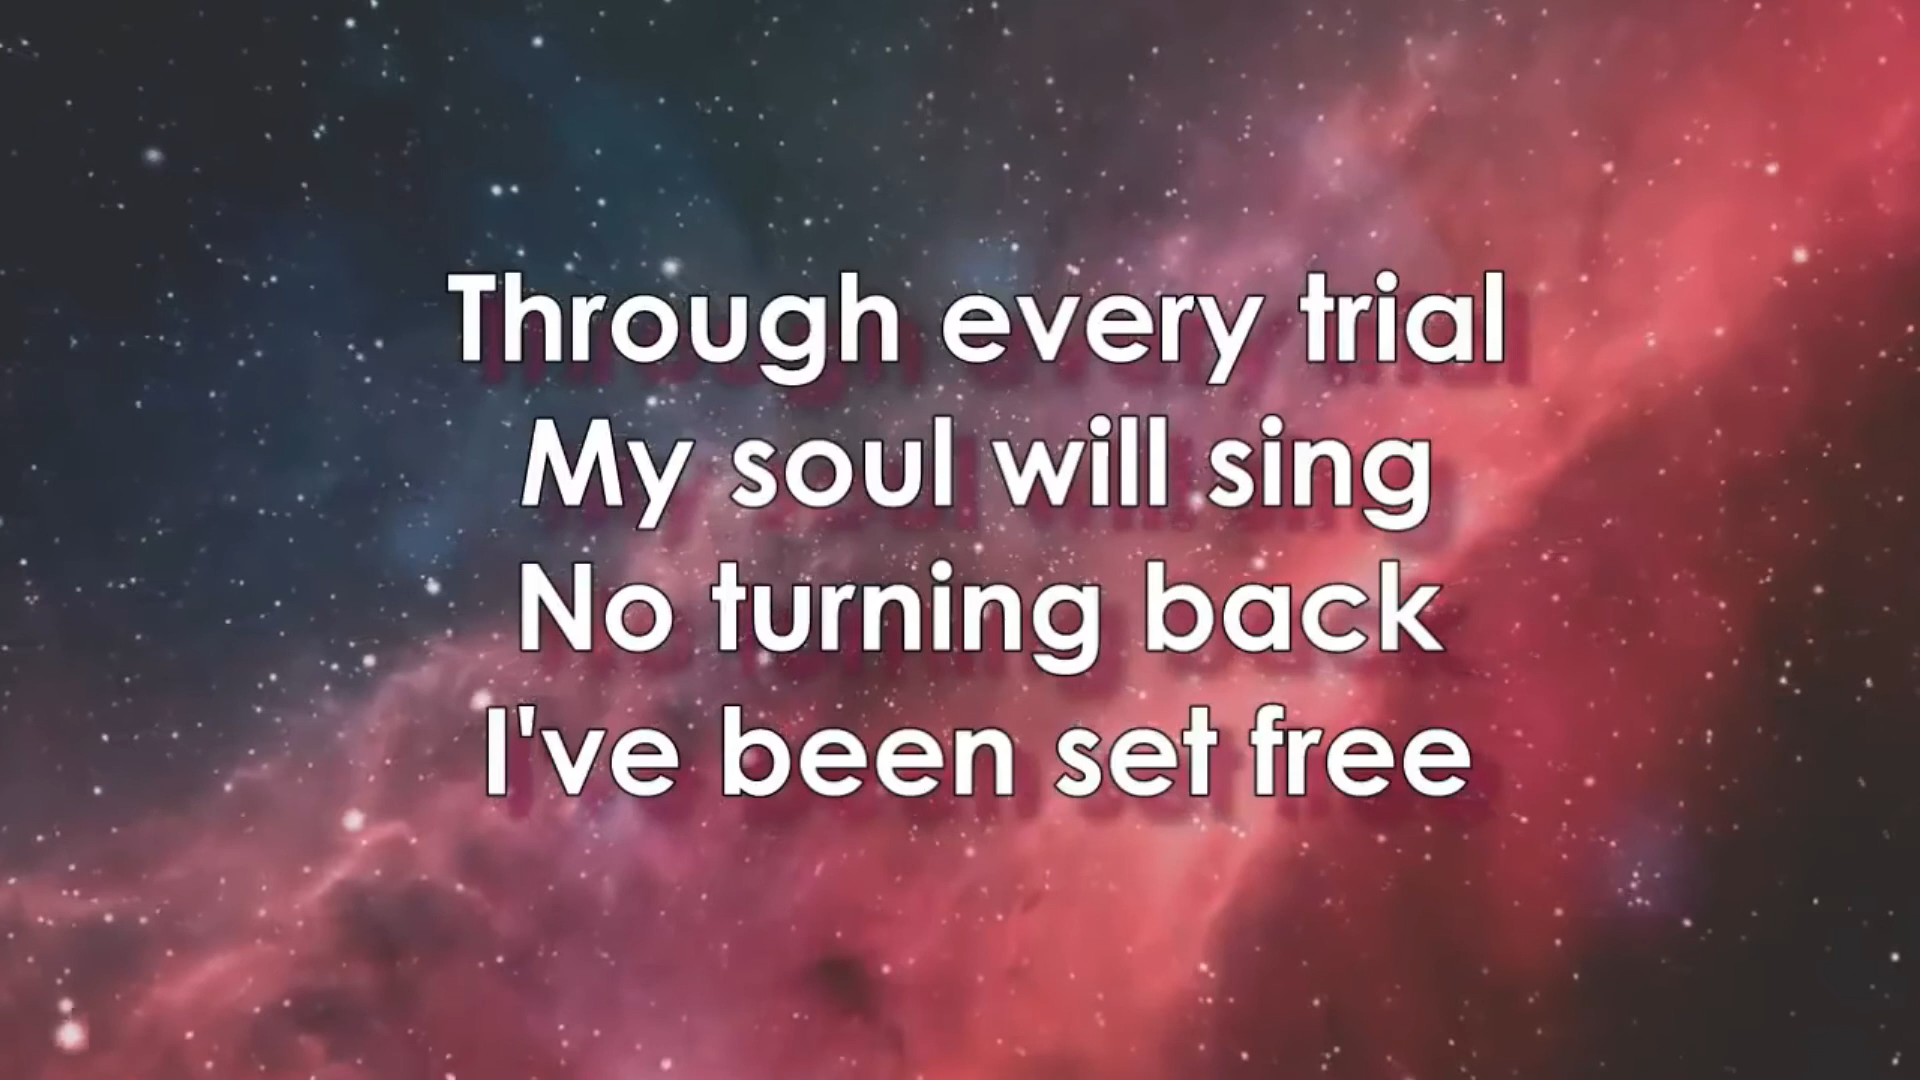 Through every trial
My soul will sing
No turning back
I've been set free